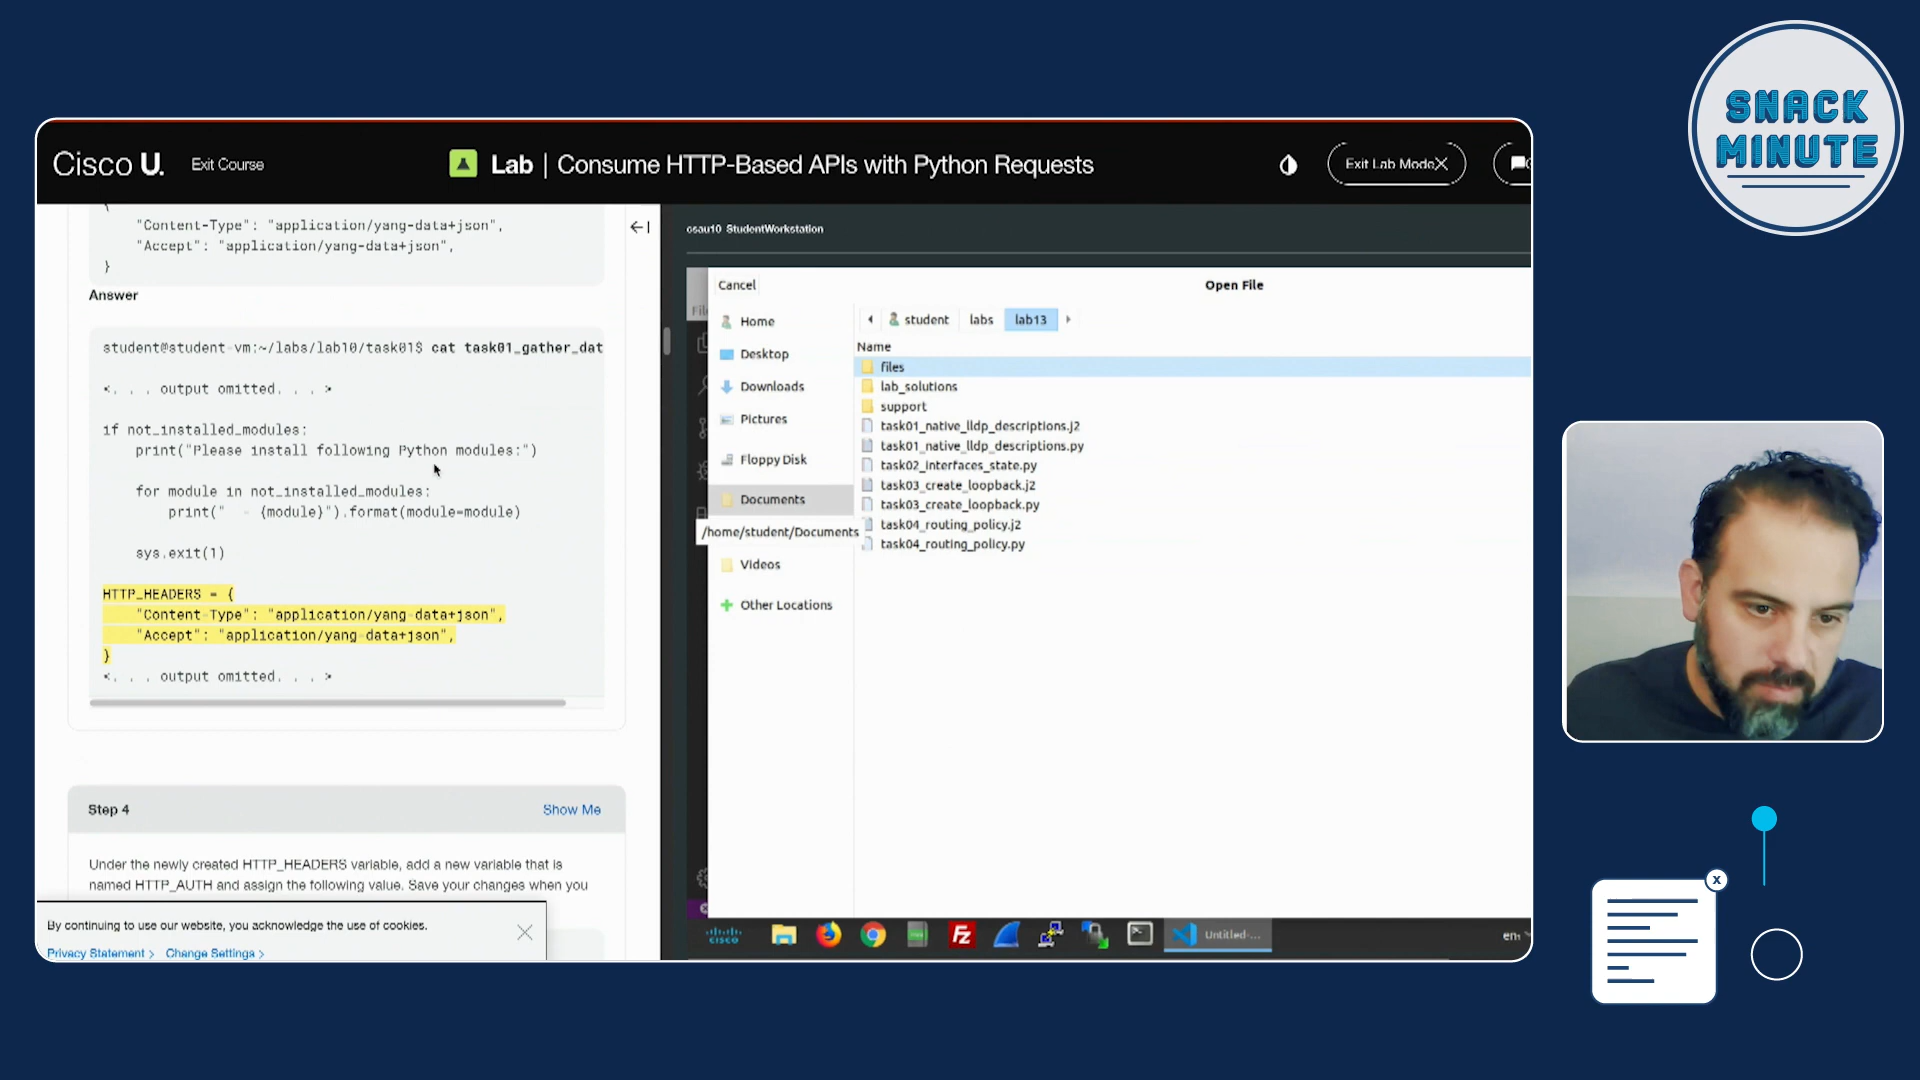 SNACK
MINUTE
Cisco U.
Exit Course
Lab | Consume HTTP-Based APIs with Python Requests
Exit Lab Mode
{
"Content-Type": "application/yang-data+json",
"Accept": "application/yang-data+json",
}
Answer
student@student-vm:~/labs/lab10/task01$ cat task01_gather_dat
<. . . output omitted. . . >
if not_installed_modules:
print("Please install following Python modules:")
for module in not_installed_modules:
print("  - {module}").format(module=module)
sys.exit(1)
HTTP_HEADERS = {
"Content-Type": "application/yang-data+json",
"Accept": "application/yang-data+json",
}
<. . . output omitted. . . >
Step 4
Show Me
Under the newly created HTTP_HEADERS variable, add a new variable that is
named HTTP_AUTH and assign the following value. Save your changes when you
By continuing to use our website, you acknowledge the use of cookies.
Privacy Statement >
Change Settings >
csau10 StudentWorkstation
Cancel
Open File
Home
Desktop
Downloads
Pictures
Floppy Disk
Documents
/home/student/Documents
Videos
Other Locations
student
labs
lab13
Name
files
lab_solutions
support
task01_native_lldp_descriptions.j2
task01_native_lldp_descriptions.py
task02_interfaces_state.py
task03_create_loopback.j2
task03_create_loopback.py
task04_routing_policy.j2
task04_routing_policy.py
cisco
Fz
Untitled-...
en
x